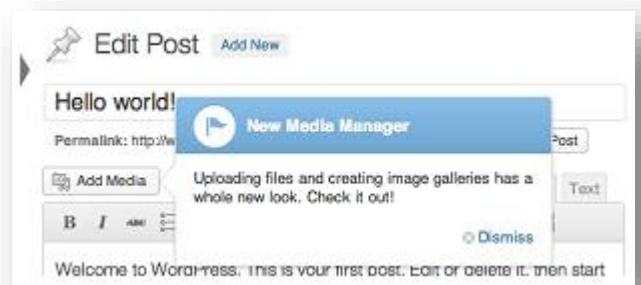 Edit Post Add New
Hello world!
New Media Manager
Permalink: http://w
Post
Add Media
Uploading files and creating image galleries has a
whole new look. Check it out!
Text
B I ABC
Dismiss
Welcome to WordPress. This is your first post. Edit or delete it, then start